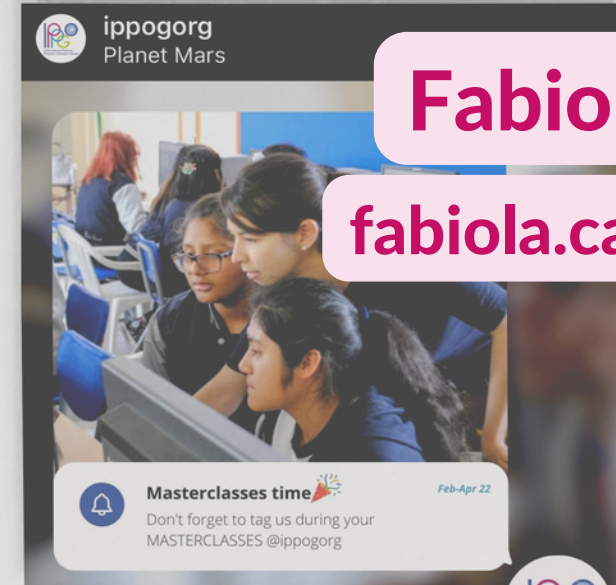 ippogorg
Planet Mars
Fabio
fabiola.ca
Masterclasses time
Feb-Apr 22
Don't forget to tag us during your
MASTERCLASSES @ippogorg